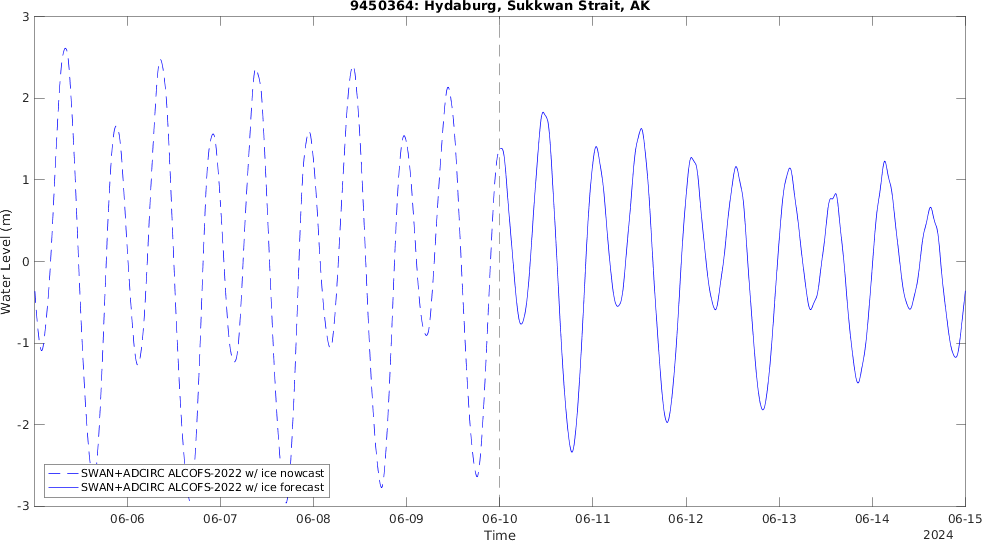 9450364: Hydaburg, Sukkwan Strait, AK
3
2
1
0
-1
-2
-3
Water Level (m)
SWAN+ADCIRC ALCOFS-2022 w/ ice nowcast
SWAN+ADCIRC ALCOFS-2022 w/ ice forecast
06-06 06-07 06-08 06-09 06-10 06-11 06-12 06-13 06-14 06-15
Time
2024